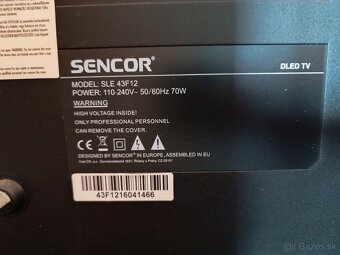 SENCOR®
DLED TV
MODEL: SLE 43F12
POWER: 110-240V~ 50/60Hz 70W
WARNING
HIGH VOLTAGE INSIDE!
ONLY PROFESSIONAL PERSONNEL
CAN REMOVE THIS COVER!
DESIGNED BY SENCOR® IN EUROPE, ASSEMBLED IN EU
43F1216041466
bazos.sk